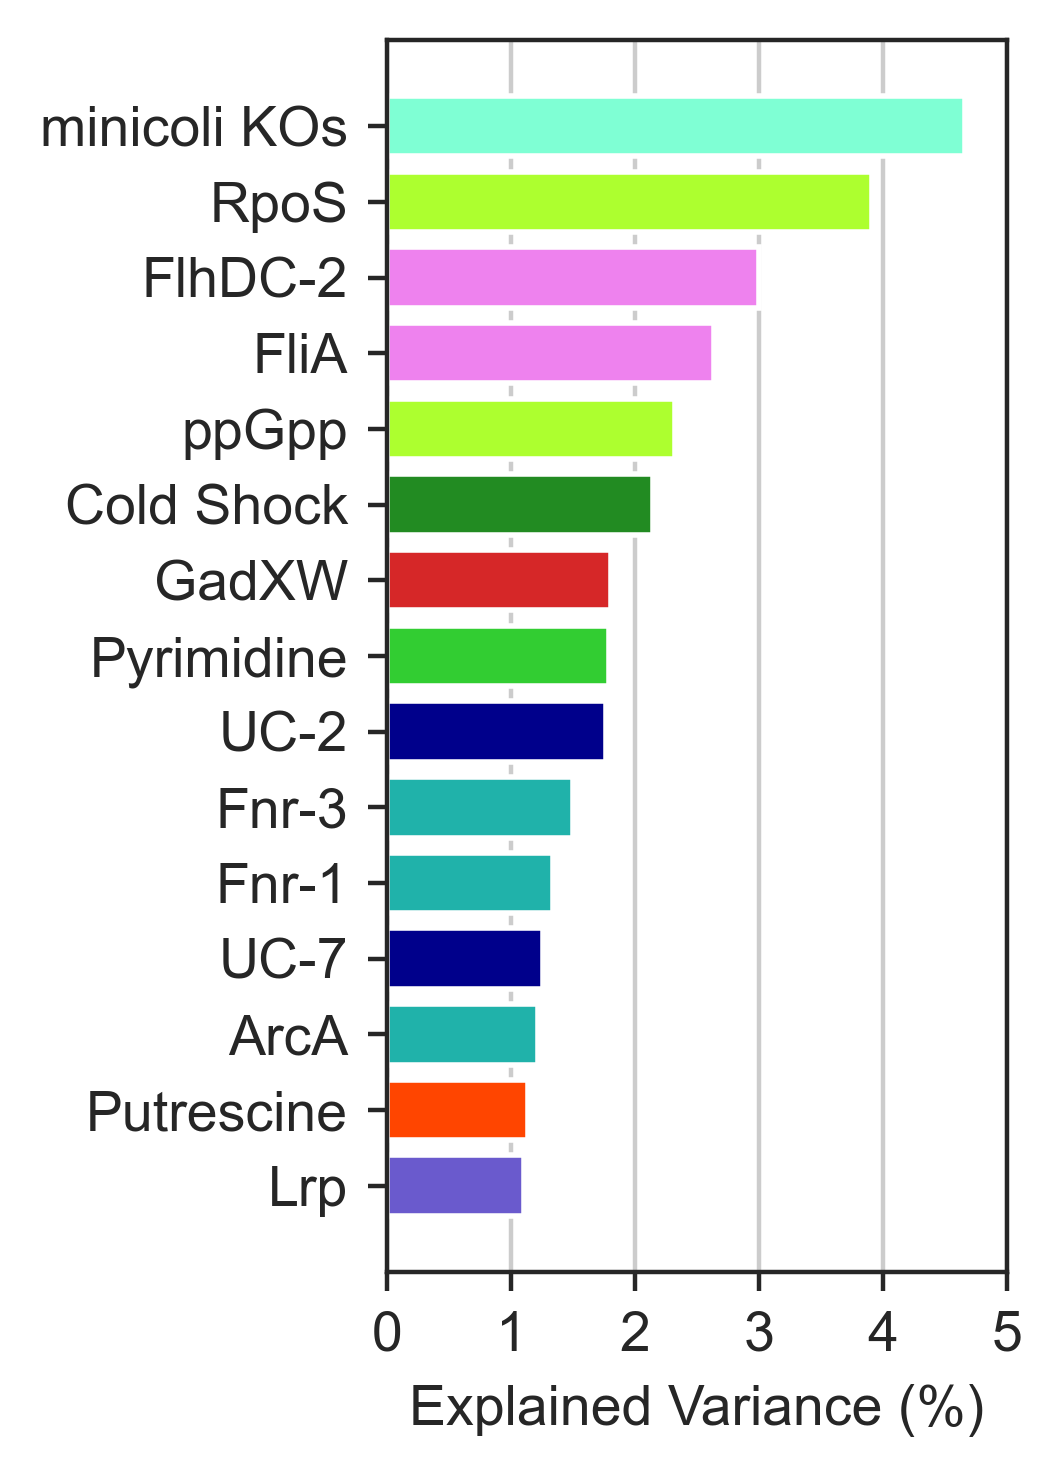 minicoli KOs
RpoS
FlhDC-2
FliA
ppGpp
Cold Shock
GadXW
Pyrimidine
UC-2
Fnr-3
Fnr-1
UC-7
ArcA
Putrescine
Lrp
0 1 2 3 4 5
Explained Variance (%)